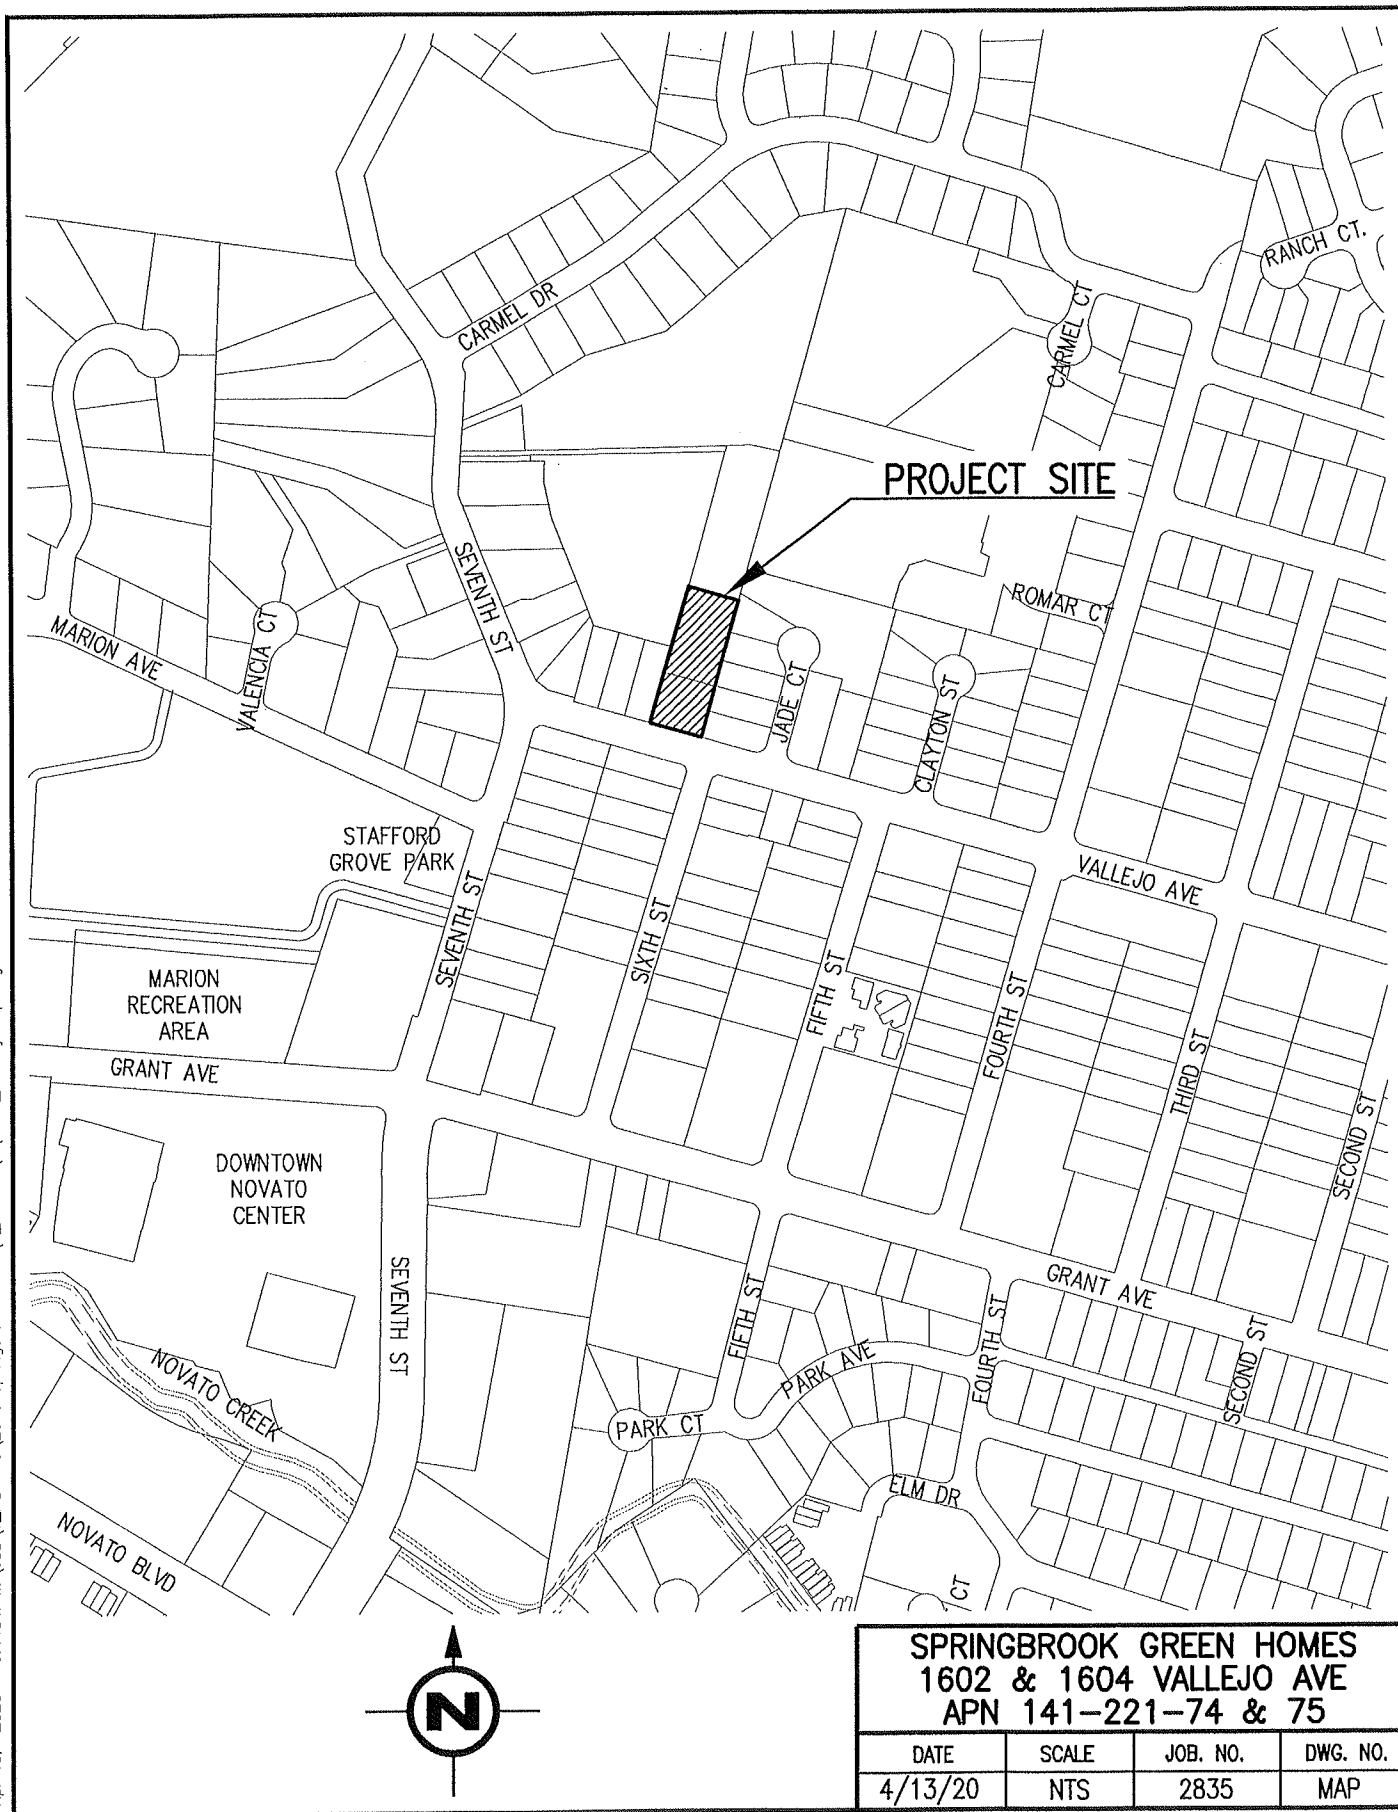 RANCH CT.
CARMEL DR
CARMEL CT
PROJECT SITE
SEVENTH ST
ROMAR CT
MARION AVE
VALENCIA CT
JADE CT
CLAYTON ST
STAFFORD
GROVE PARK
VALLEJO AVE
SEVENTH ST
SIXTH ST
FIFTH ST
FOURTH ST
THIRD ST
SECOND ST
MARION
RECREATION
AREA
GRANT AVE
DOWNTOWN
NOVATO
CENTER
SEVENTH ST
FIFTH ST
GRANT AVE
FOURTH ST
SECOND ST
PARK AVE
NOVATO CREEK
PARK CT
ELM DR
NOVATO BLVD
CT
N
SPRINGBROOK GREEN HOMES
1602 & 1604 VALLEJO AVE
APN 141-221-74 & 75
DATE SCALE JOB. NO. DWG. NO.
4/13/20 NTS 2835 MAP